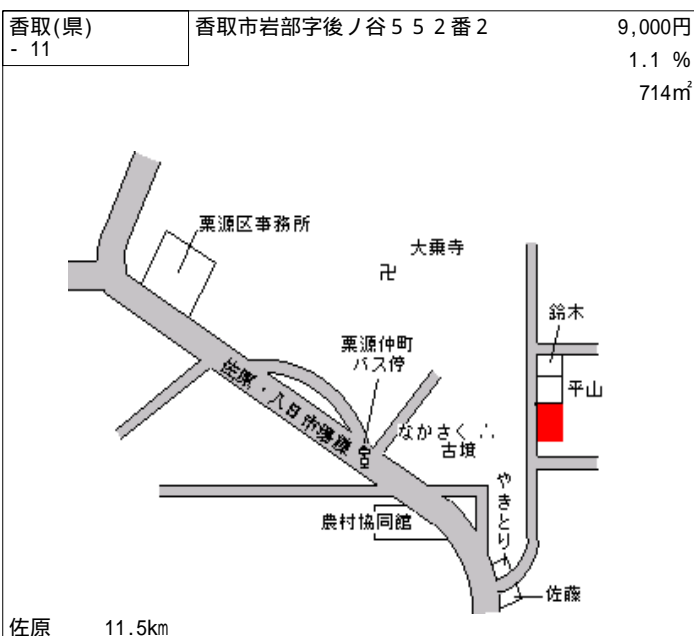 香取(県)
- 11
香取市岩部字後ノ谷５５２番2
9,000円
1.1 %
714㎡
栗源区事務所
大乗寺
卍
鈴木
栗源仲町
バス停
平山
佐原・八日市場線
なかさく ∴
古墳
やきとり
農村協同館
佐藤
佐原 11.5km